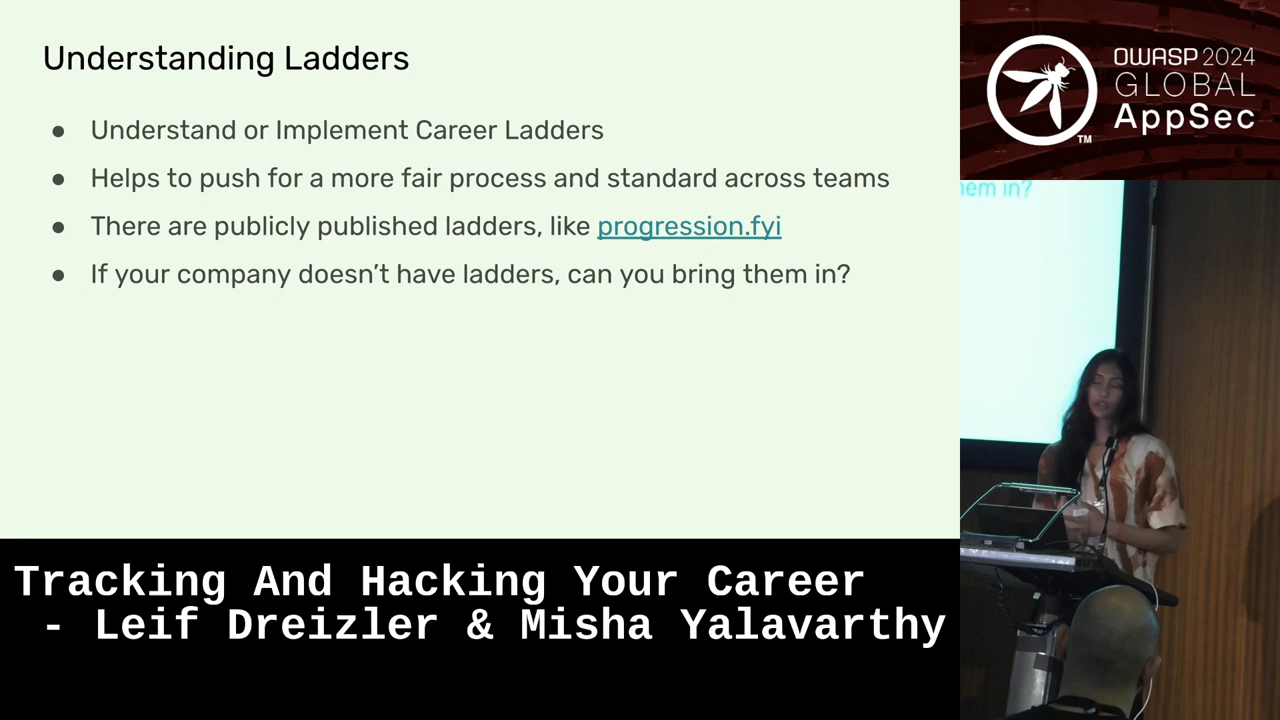 Understanding Ladders
● Understand or Implement Career Ladders
● Helps to push for a more fair process and standard across teams
● There are publicly published ladders, like progression.fyi
● If your company doesn’t have ladders, can you bring them in?
OWASP 2024
GLOBAL
AppSec
TM
em in?
Tracking And Hacking Your Career
- Leif Dreizler & Misha Yalavarthy